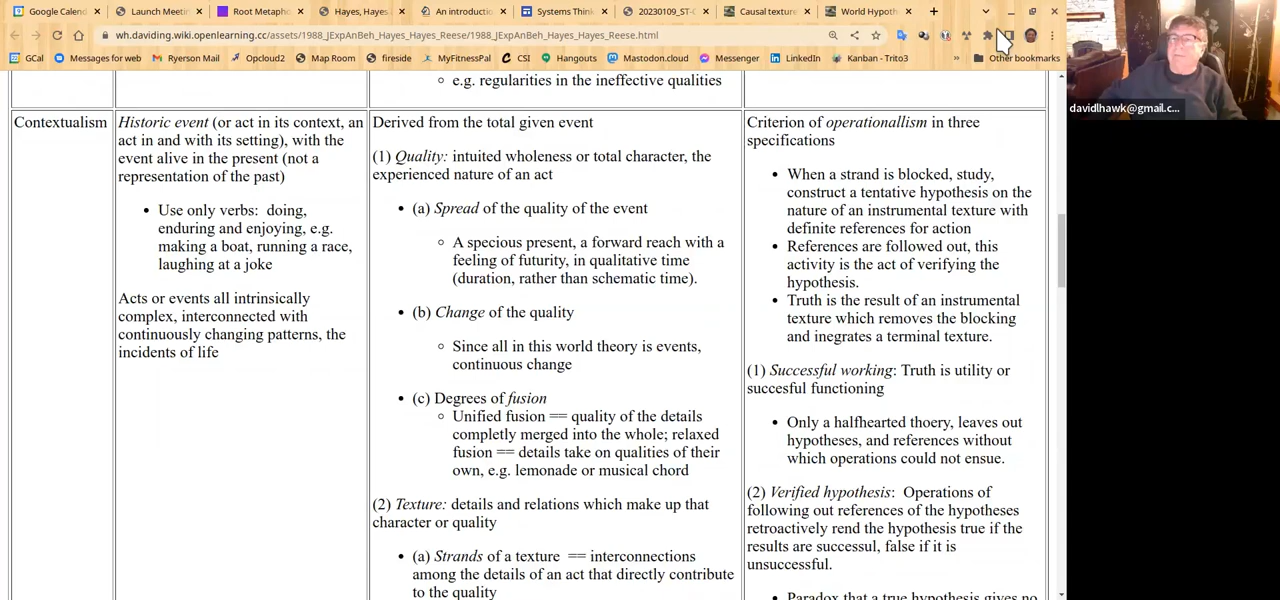 Google Calend
Launch Meetin
Root Metapho
Hayes, Hayes
An introductio
Systems Think
20230109_ST-
Causal texture
World Hypoth
wh.daviding.wiki.openlearning.cc/assets/1988_JExpAnBeh_Hayes_Hayes_Reese/1988_JExpAnBeh_Hayes_Hayes_Reese.html
GCal
Messages for web
Ryerson Mail
Opcloud2
Map Room
fireside
MyFitnessPal
CSI
Hangouts
Mastodon.cloud
Messenger
LinkedIn
Kanban - Trito3
»
Other bookmarks
davidlhawk@gmail.c...
e.g. regularities in the ineffective qualities
Contextualism
Historic event (or act in its context, an
act in and with its setting), with the
event alive in the present (not a
representation of the past)
Use only verbs: doing,
enduring and enjoying, e.g.
making a boat, running a race,
laughing at a joke
Acts or events all intrinsically
complex, interconnected with
continuously changing patterns, the
incidents of life
Derived from the total given event
(1) Quality: intuited wholeness or total character, the
experienced nature of an act
(a) Spread of the quality of the event
A specious present, a forward reach with a
feeling of futurity, in qualitative time
(duration, rather than schematic time).
(b) Change of the quality
Since all in this world theory is events,
continuous change
(c) Degrees of fusion
Unified fusion == quality of the details
completly merged into the whole; relaxed
fusion == details take on qualities of their
own, e.g. lemonade or musical chord
(2) Texture: details and relations which make up that
character or quality
(a) Strands of a texture == interconnections
among the details of an act that directly contribute
to the quality
Criterion of operationallism in three
specifications
When a strand is blocked, study,
construct a tentative hypothesis on the
nature of an instrumental texture with
definite references for action
References are followed out, this
activity is the act of verifying the
hypothesis.
Truth is the result of an instrumental
texture which removes the blocking
and inegrates a terminal texture.
(1) Successful working: Truth is utility or
succesful functioning
Only a halfhearted thoery, leaves out
hypotheses, and references without
which operations could not ensue.
(2) Verified hypothesis: Operations of
following out references of the hypotheses
retroactively rend the hypothesis true if the
results are successul, false if it is
unsuccessful.
Paradox that a true hypothesis gives no